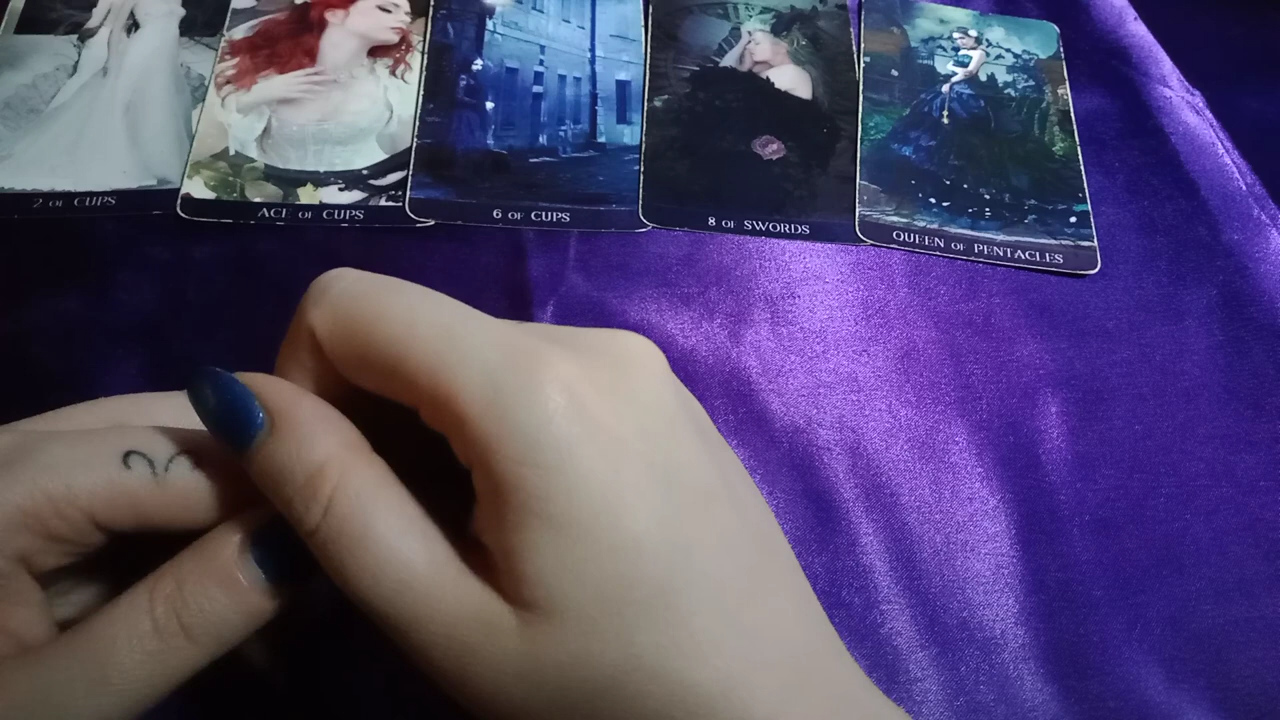 2 OF CUPS
ACE OF CUPS
6 OF CUPS
8 OF SWORDS
QUEEN OF PENTACLES